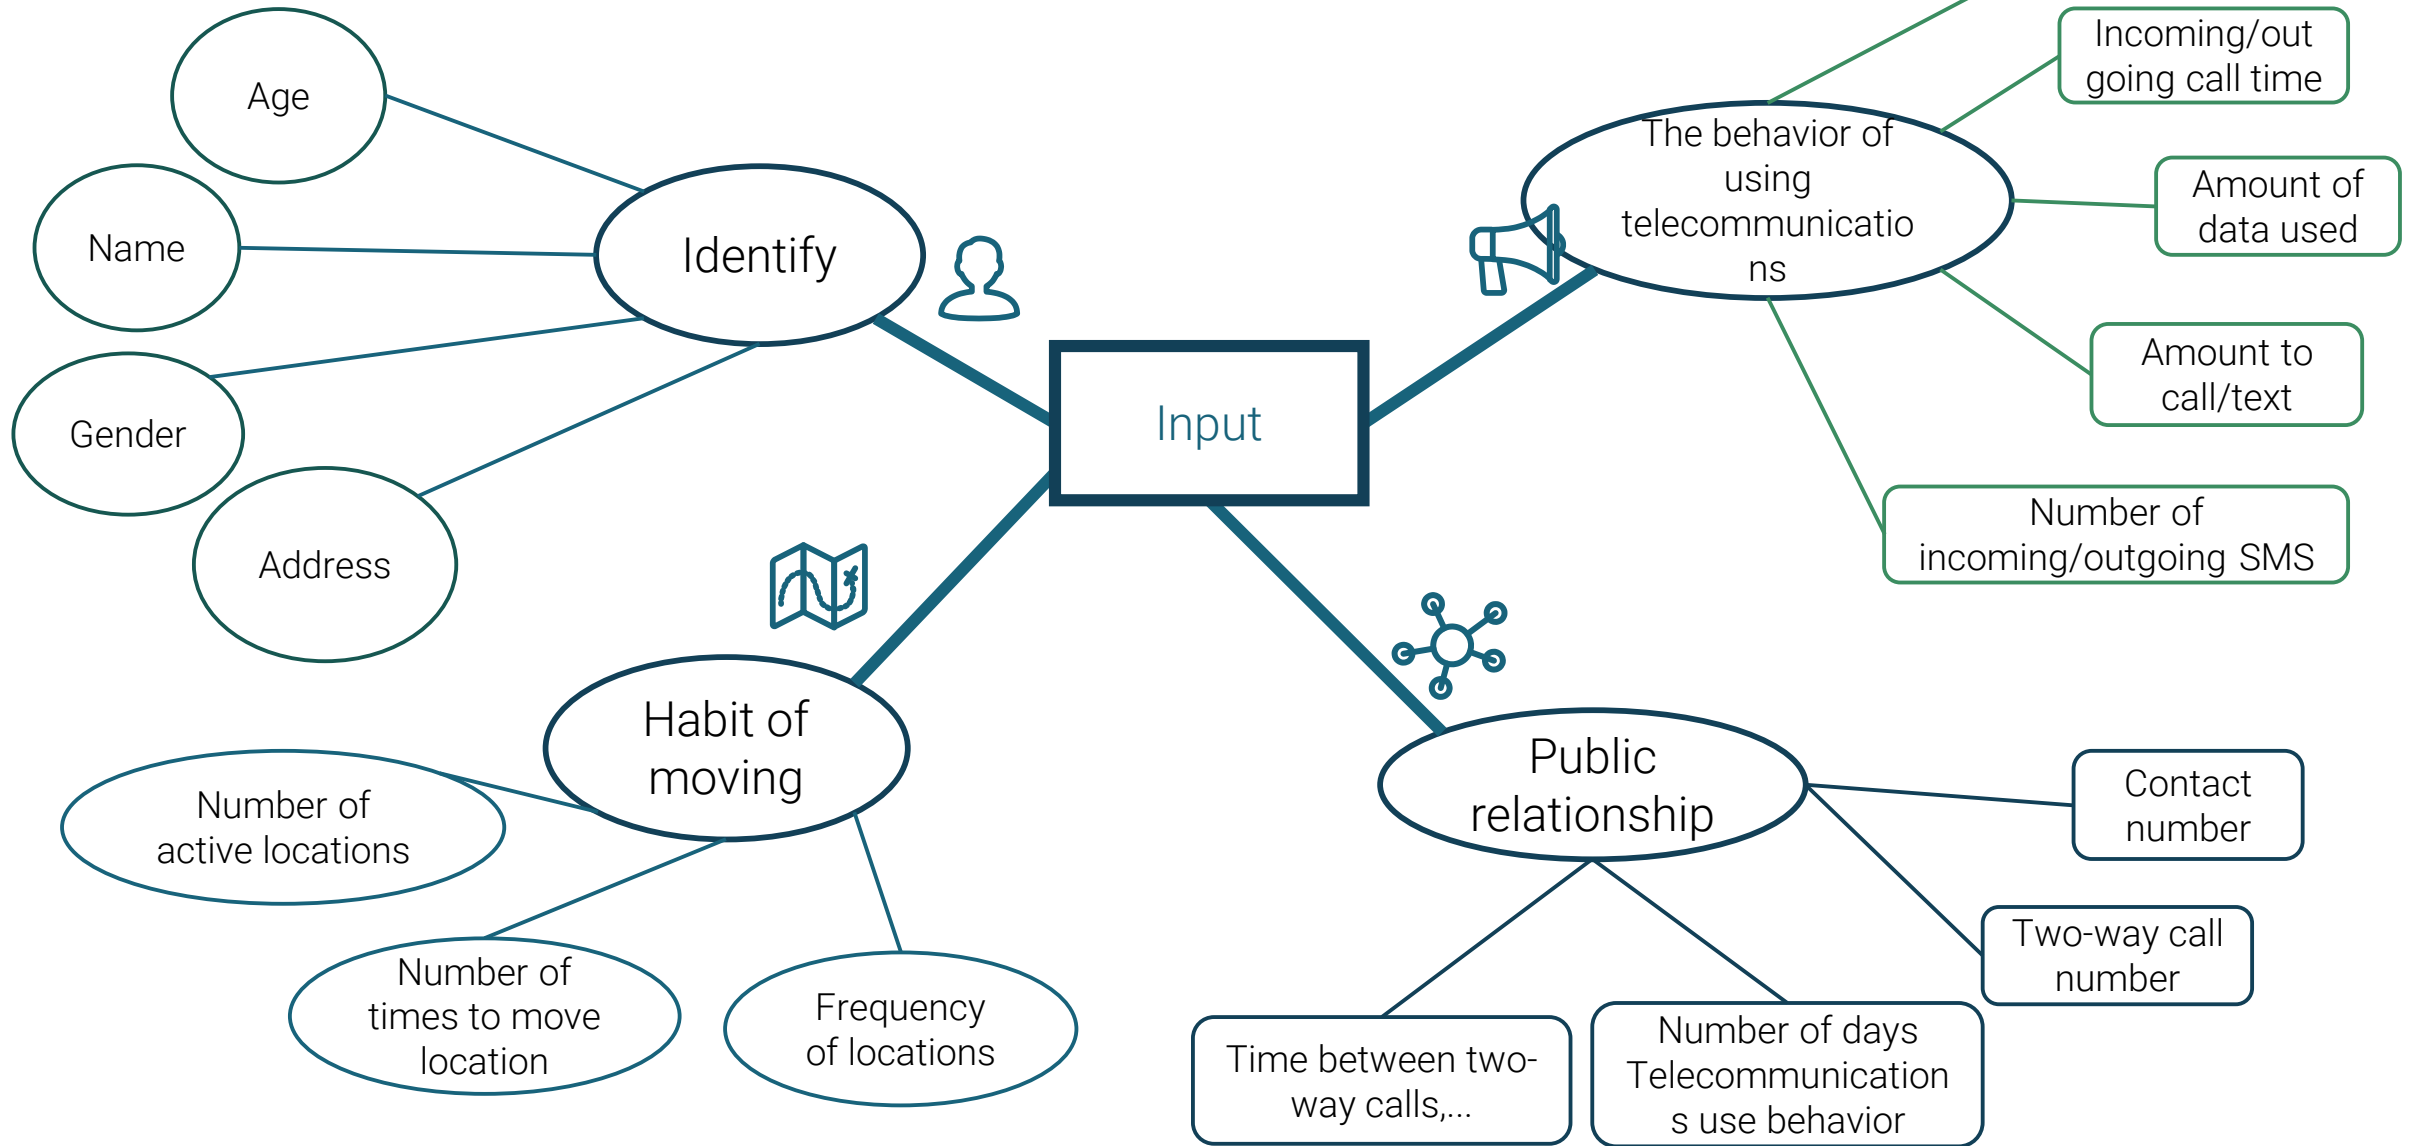 Age
Name
Gender
Address
Identify
Input
The behavior of
using
telecommunicatio
ns
Incoming/out
going call time
Amount of
data used
Amount to
call/text
Number of
incoming/outgoing SMS
Habit of
moving
Number of
active locations
Number of
times to move
location
Frequency
of locations
Public
relationship
Contact
number
Two-way call
number
Time between two-
way calls,...
Number of days
Telecommunication
s use behavior